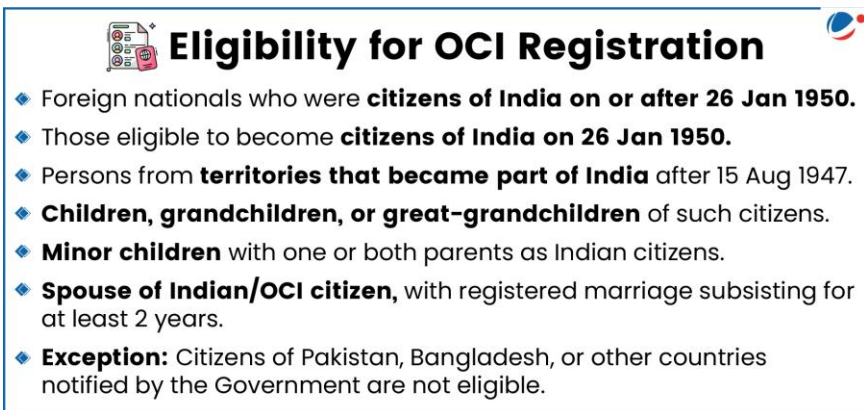 Eligibility for OCI Registration
Foreign nationals who were citizens of India on or after 26 Jan 1950.
Those eligible to become citizens of India on 26 Jan 1950.
Persons from territories that became part of India after 15 Aug 1947.
Children, grandchildren, or great-grandchildren of such citizens.
Minor children with one or both parents as Indian citizens.
Spouse of Indian/OCI citizen, with registered marriage subsisting for
at least 2 years.
Exception: Citizens of Pakistan, Bangladesh, or other countries
notified by the Government are not eligible.